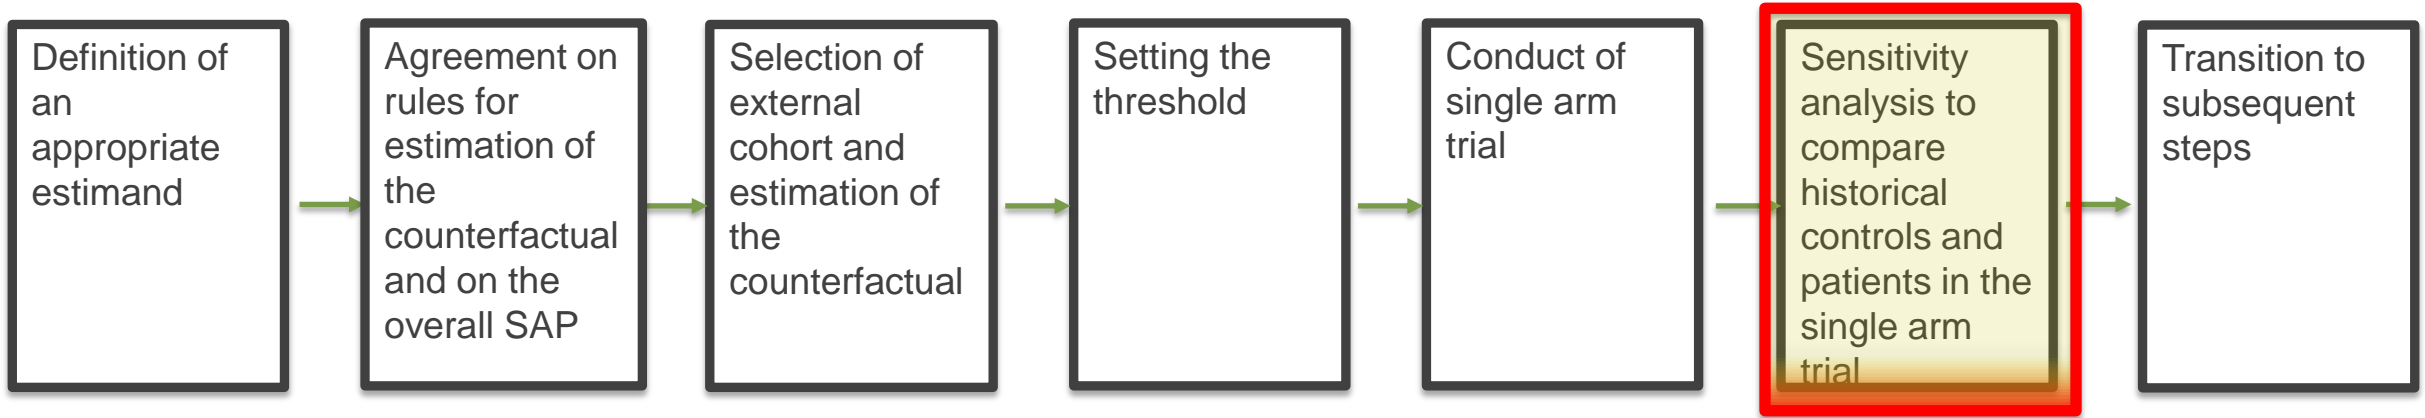 Definition of
an
appropriate
estimand
Agreement on
rules for
estimation of
the
counterfactual
and on the
overall SAP
Selection of
external
cohort and
estimation of
the
counterfactual
Setting the
threshold
Conduct of
single arm
trial
Sensitivity
analysis to
compare
historical
controls and
patients in the
single arm
trial
Transition to
subsequent
steps